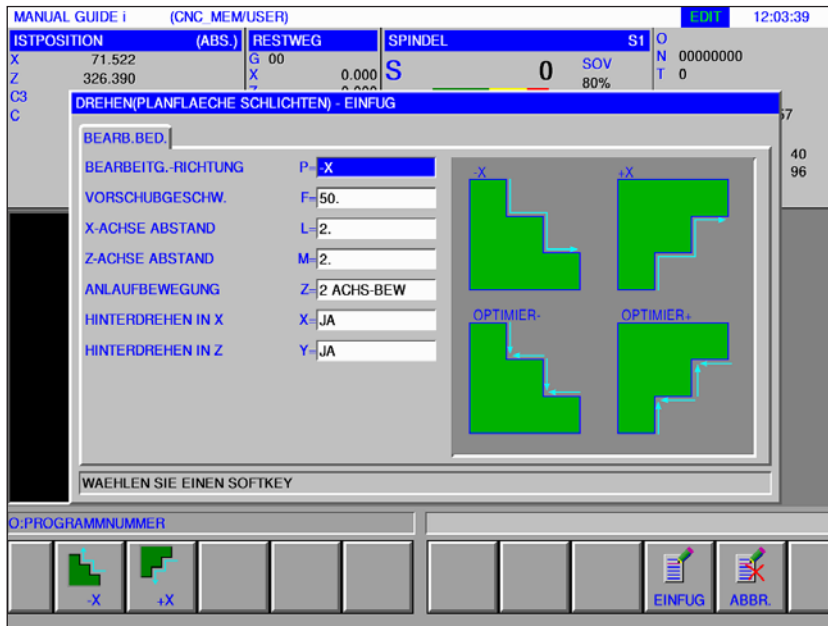 MANUAL GUIDE i (CNC_MEM/USER) EDIT 12:03:39
ISTPOSITION (ABS.) RESTWEG SPINDEL S1 O
X 71.522 G 00 N 00000000
Z 326.390 X 0.000 S 0 SOV T 0
C3 80%
C
DREHEN(PLANFLAECHE SCHLICHTEN) - EINFUG
BEARB.BED.
40
96
BEARBEITG.-RICHTUNG P= -X
VORSCHUBGESCHW. F= 50.
X-ACHSE ABSTAND L= 2.
Z-ACHSE ABSTAND M= 2.
ANLAUFBEWEGUNG Z= 2 ACHS-BEW
HINTERDREHEN IN X X= JA
HINTERDREHEN IN Z Y= JA
-X +X
OPTIMIER- OPTIMIER+
WAEHLEN SIE EINEN SOFTKEY
O:PROGRAMMNUMMER
-X +X EINFUG ABBR.